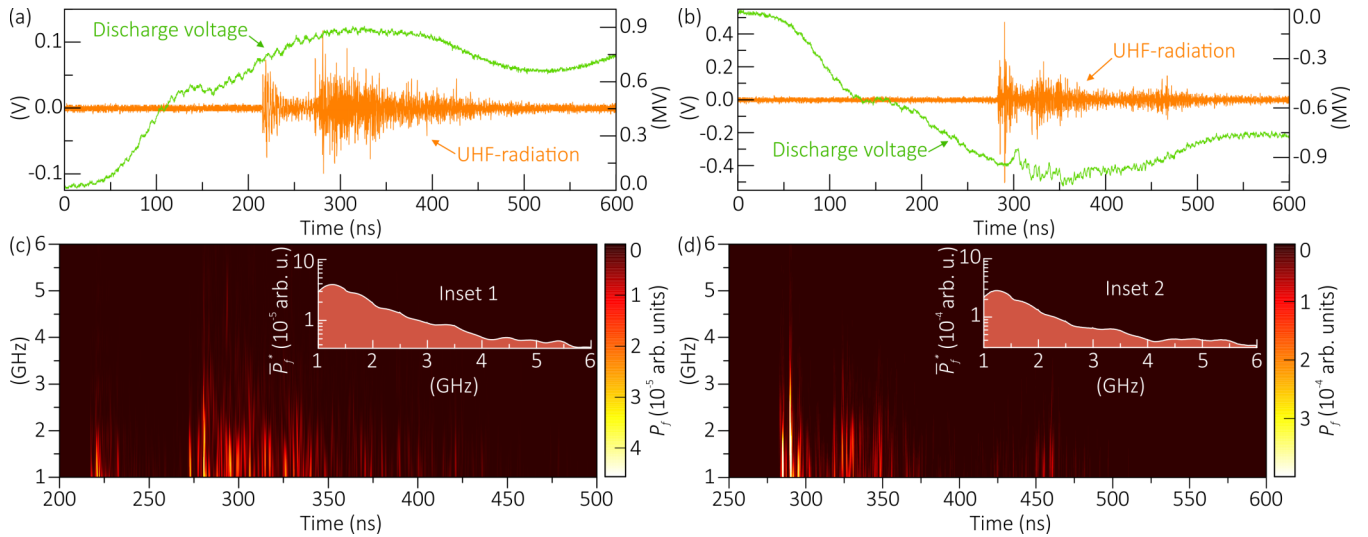 (a)
Discharge voltage
UHF-radiation
0.1
0.0
-0.1
(V)
0.9
0.6
0.3
0.0
(MV)
0 100 200 300 400 500 600
Time (ns)
(b)
UHF-radiation
Discharge voltage
0.4
0.2
0.0
-0.2
-0.4
(V)
0.0
-0.3
-0.6
-0.9
(MV)
0 100 200 300 400 500 600
Time (ns)
(c)
6
5
4
3
2
1
(GHz)
200 250 300 350 400 450 500
Time (ns)
Inset 1
10
1
P̅f* (10⁻⁵ arb. u.)
1 2 3 4 5 6
(GHz)
0
1
2
3
4
Pf (10⁻⁵ arb. units)
(d)
6
5
4
3
2
1
(GHz)
250 300 350 400 450 500 550 600
Time (ns)
Inset 2
10
1
P̅f* (10⁻⁴ arb. u.)
1 2 3 4 5 6
(GHz)
0
1
2
3
Pf (10⁻⁴ arb. units)